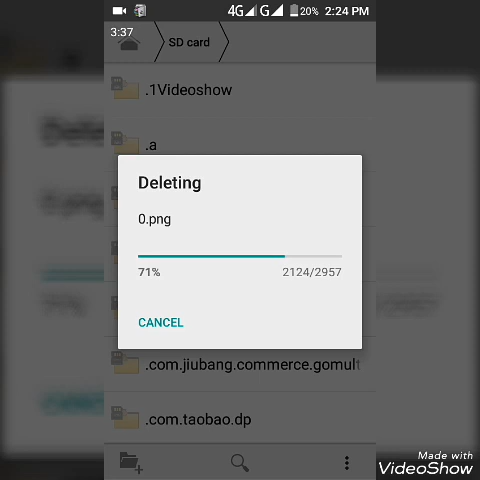 4G G 20% 2:24 PM
3:37
SD card
.1Videoshow
.a
Deleting
0.png
71% 2124/2957
CANCEL
.com.jiubang.commerce.gomult
.com.taobao.dp
Made with
VideoShow